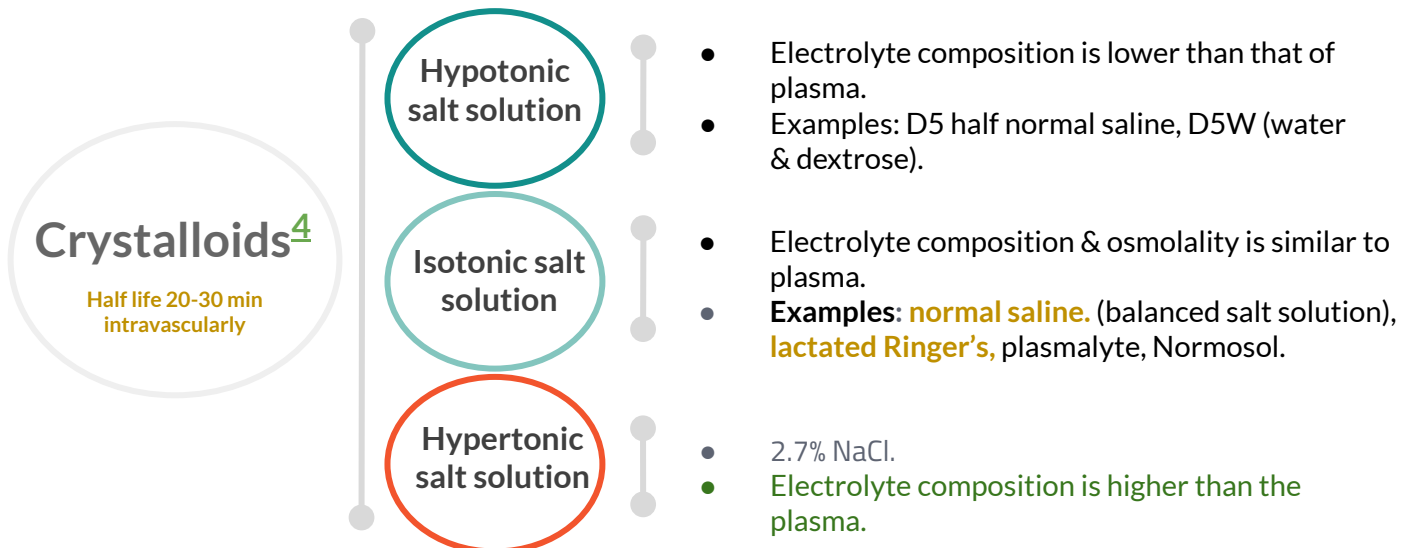 Crystalloids4
Half life 20-30 min
intravascularly
Hypotonic
salt solution
● Electrolyte composition is lower than that of
plasma.
● Examples: D5 half normal saline, D5W (water
& dextrose).
Isotonic salt
solution
● Electrolyte composition & osmolality is similar to
plasma.
● Examples: normal saline. (balanced salt solution),
lactated Ringer's, plasmalyte, Normosol.
Hypertonic
salt solution
● 2.7% NaCl.
● Electrolyte composition is higher than the
plasma.